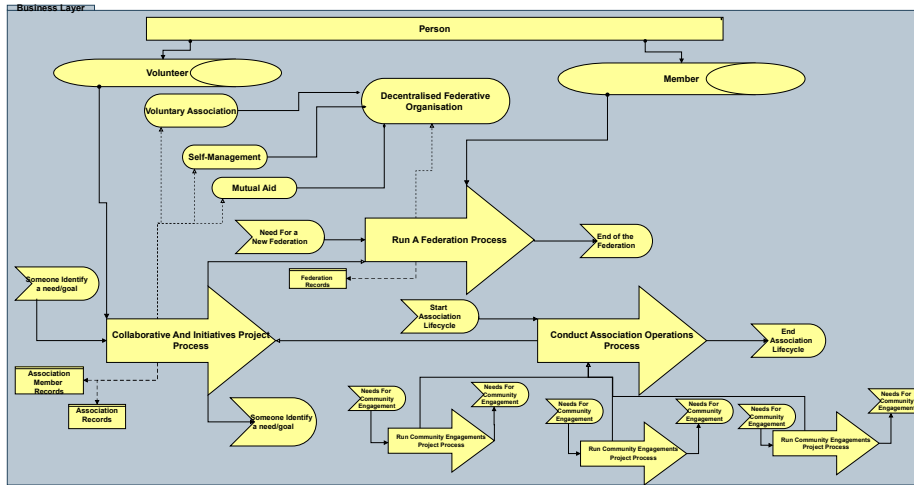 Business Layer
Person
Volunteer
Member
Voluntary Association
Decentralised Federative
Organisation
Self-Management
Mutual Aid
Need For a
New Federation
Run A Federation Process
End of the
Federation
Federation
Records
Someone Identify
a need/goal
Start
Association
Lifecycle
Collaborative And Initiatives Project
Process
Conduct Association Operations
Process
End
Association
Lifecycle
Association
Member
Records
Association
Records
Someone Identify
a need/goal
Needs For
Community
Engagement
Needs For
Community
Engagement
Run Community Engagements
Project Process
Needs For
Community
Engagement
Needs For
Community
Engagement
Run Community Engagements
Project Process
Needs For
Community
Engagement
Needs For
Community
Engagement
Run Community Engagements
Project Process